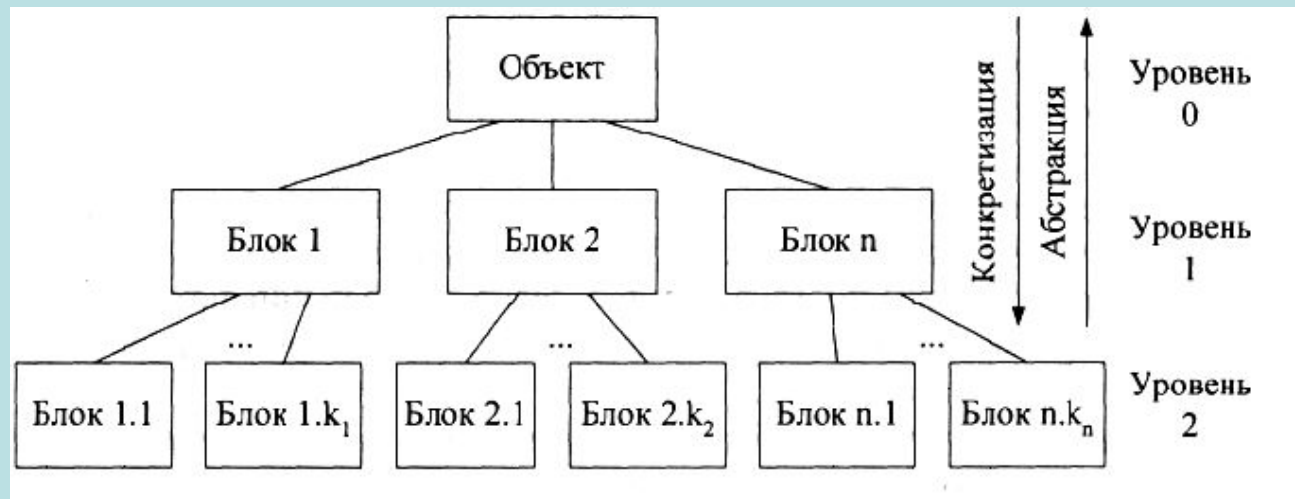 Объект
Уровень
0
Конкретизация
Абстракция
Блок 1
Блок 2
Блок n
Уровень
1
...
...
...
Блок 1.1
Блок 1.k₁
Блок 2.1
Блок 2.k₂
Блок n.1
Блок n.kₙ
Уровень
2